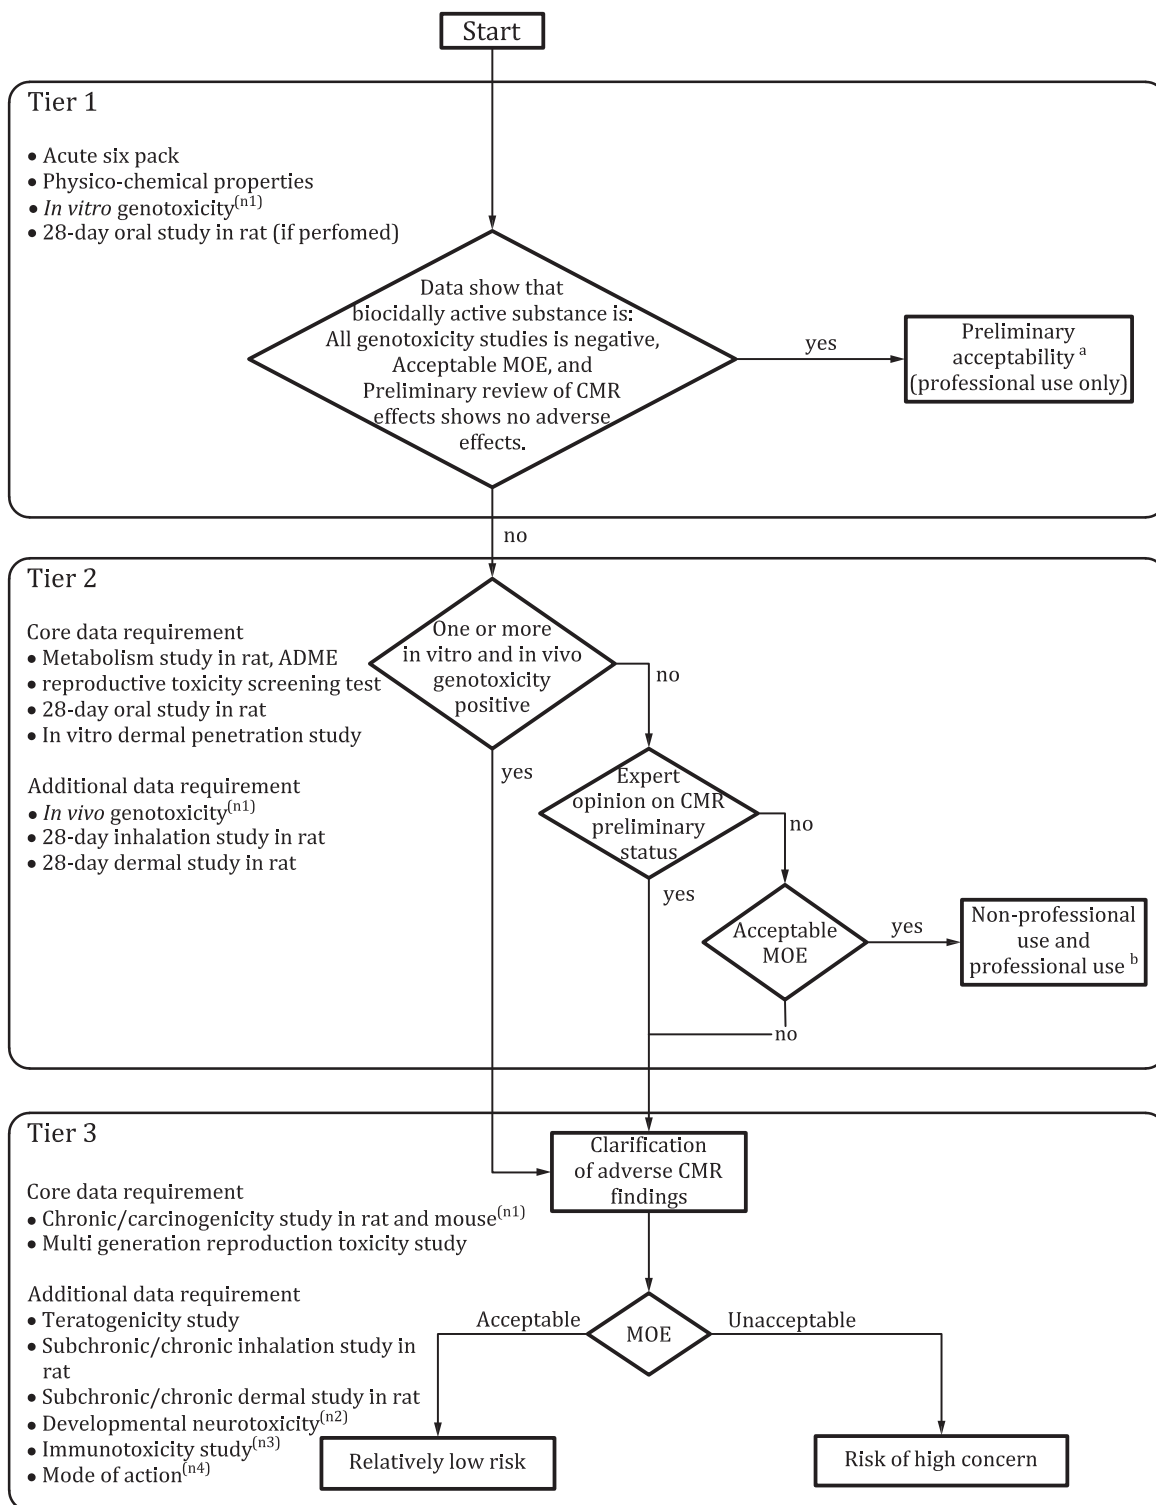 Start
Tier 1
• Acute six pack
• Physico-chemical properties
• In vitro genotoxicity(n1)
• 28-day oral study in rat (if perfomed)
Data show that
biocidally active substance is:
All genotoxicity studies is negative,
Acceptable MOE, and
Preliminary review of CMR
effects shows no adverse
effects.
yes
Preliminary
acceptability a
(professional use only)
no
Tier 2
Core data requirement
• Metabolism study in rat, ADME
• reproductive toxicity screening test
• 28-day oral study in rat
• In vitro dermal penetration study
Additional data requirement
• In vivo genotoxicity(n1)
• 28-day inhalation study in rat
• 28-day dermal study in rat
One or more
in vitro and in vivo
genotoxicity
positive
no
yes
Expert
opinion on CMR
preliminary
status
no
yes
Acceptable
MOE
yes
Non-professional
use and
professional use b
no
Tier 3
Core data requirement
• Chronic/carcinogenicity study in rat and mouse(n1)
• Multi generation reproduction toxicity study
Additional data requirement
• Teratogenicity study
• Subchronic/chronic inhalation study in
rat
• Subchronic/chronic dermal study in rat
• Developmental neurotoxicity(n2)
• Immunotoxicity study(n3)
• Mode of action(n4)
Clarification
of adverse CMR
findings
Acceptable
MOE
Unacceptable
Relatively low risk
Risk of high concern